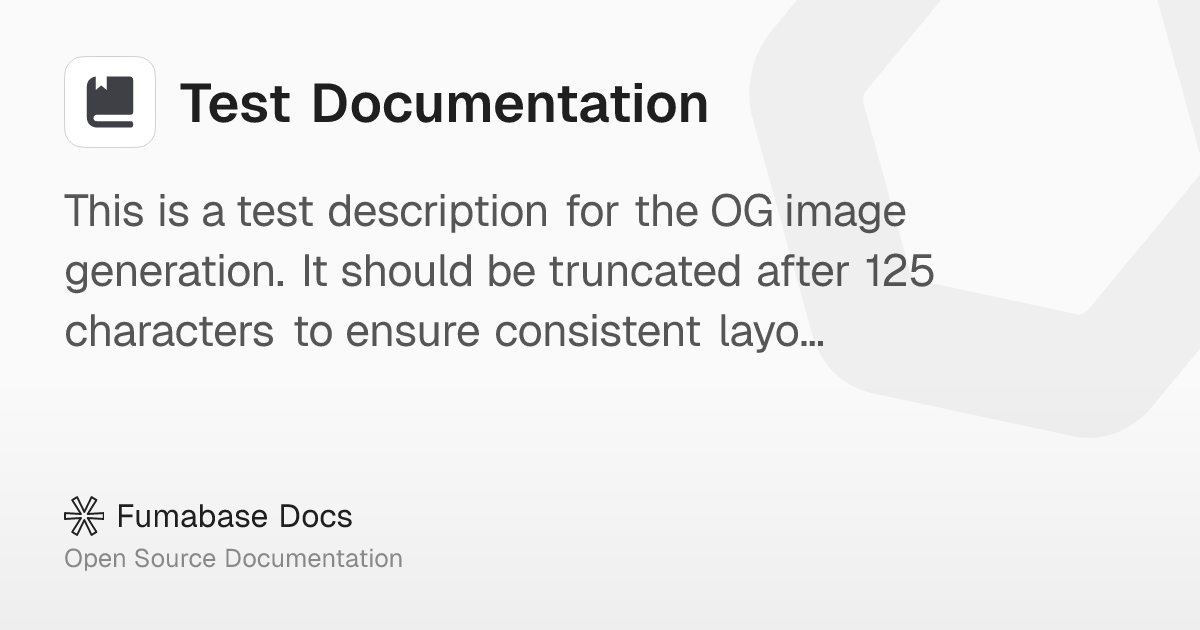 Test Documentation
This is a test description for the OG image
generation. It should be truncated after 125
characters to ensure consistent layo...
Fumabase Docs
Open Source Documentation